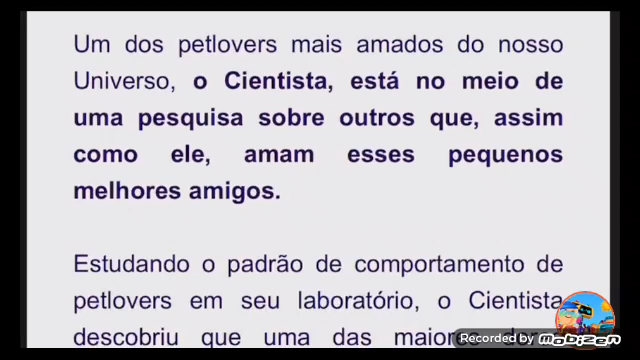 Um dos petlovers mais amados do nosso
Universo, o Cientista, está no meio de
uma pesquisa sobre outros que, assim
como ele, amam esses pequenos
melhores amigos.
Estudando o padrão de comportamento de
petlovers em seu laboratório, o Cientista
descobriu que uma das maiores
Recorded by
mobizen